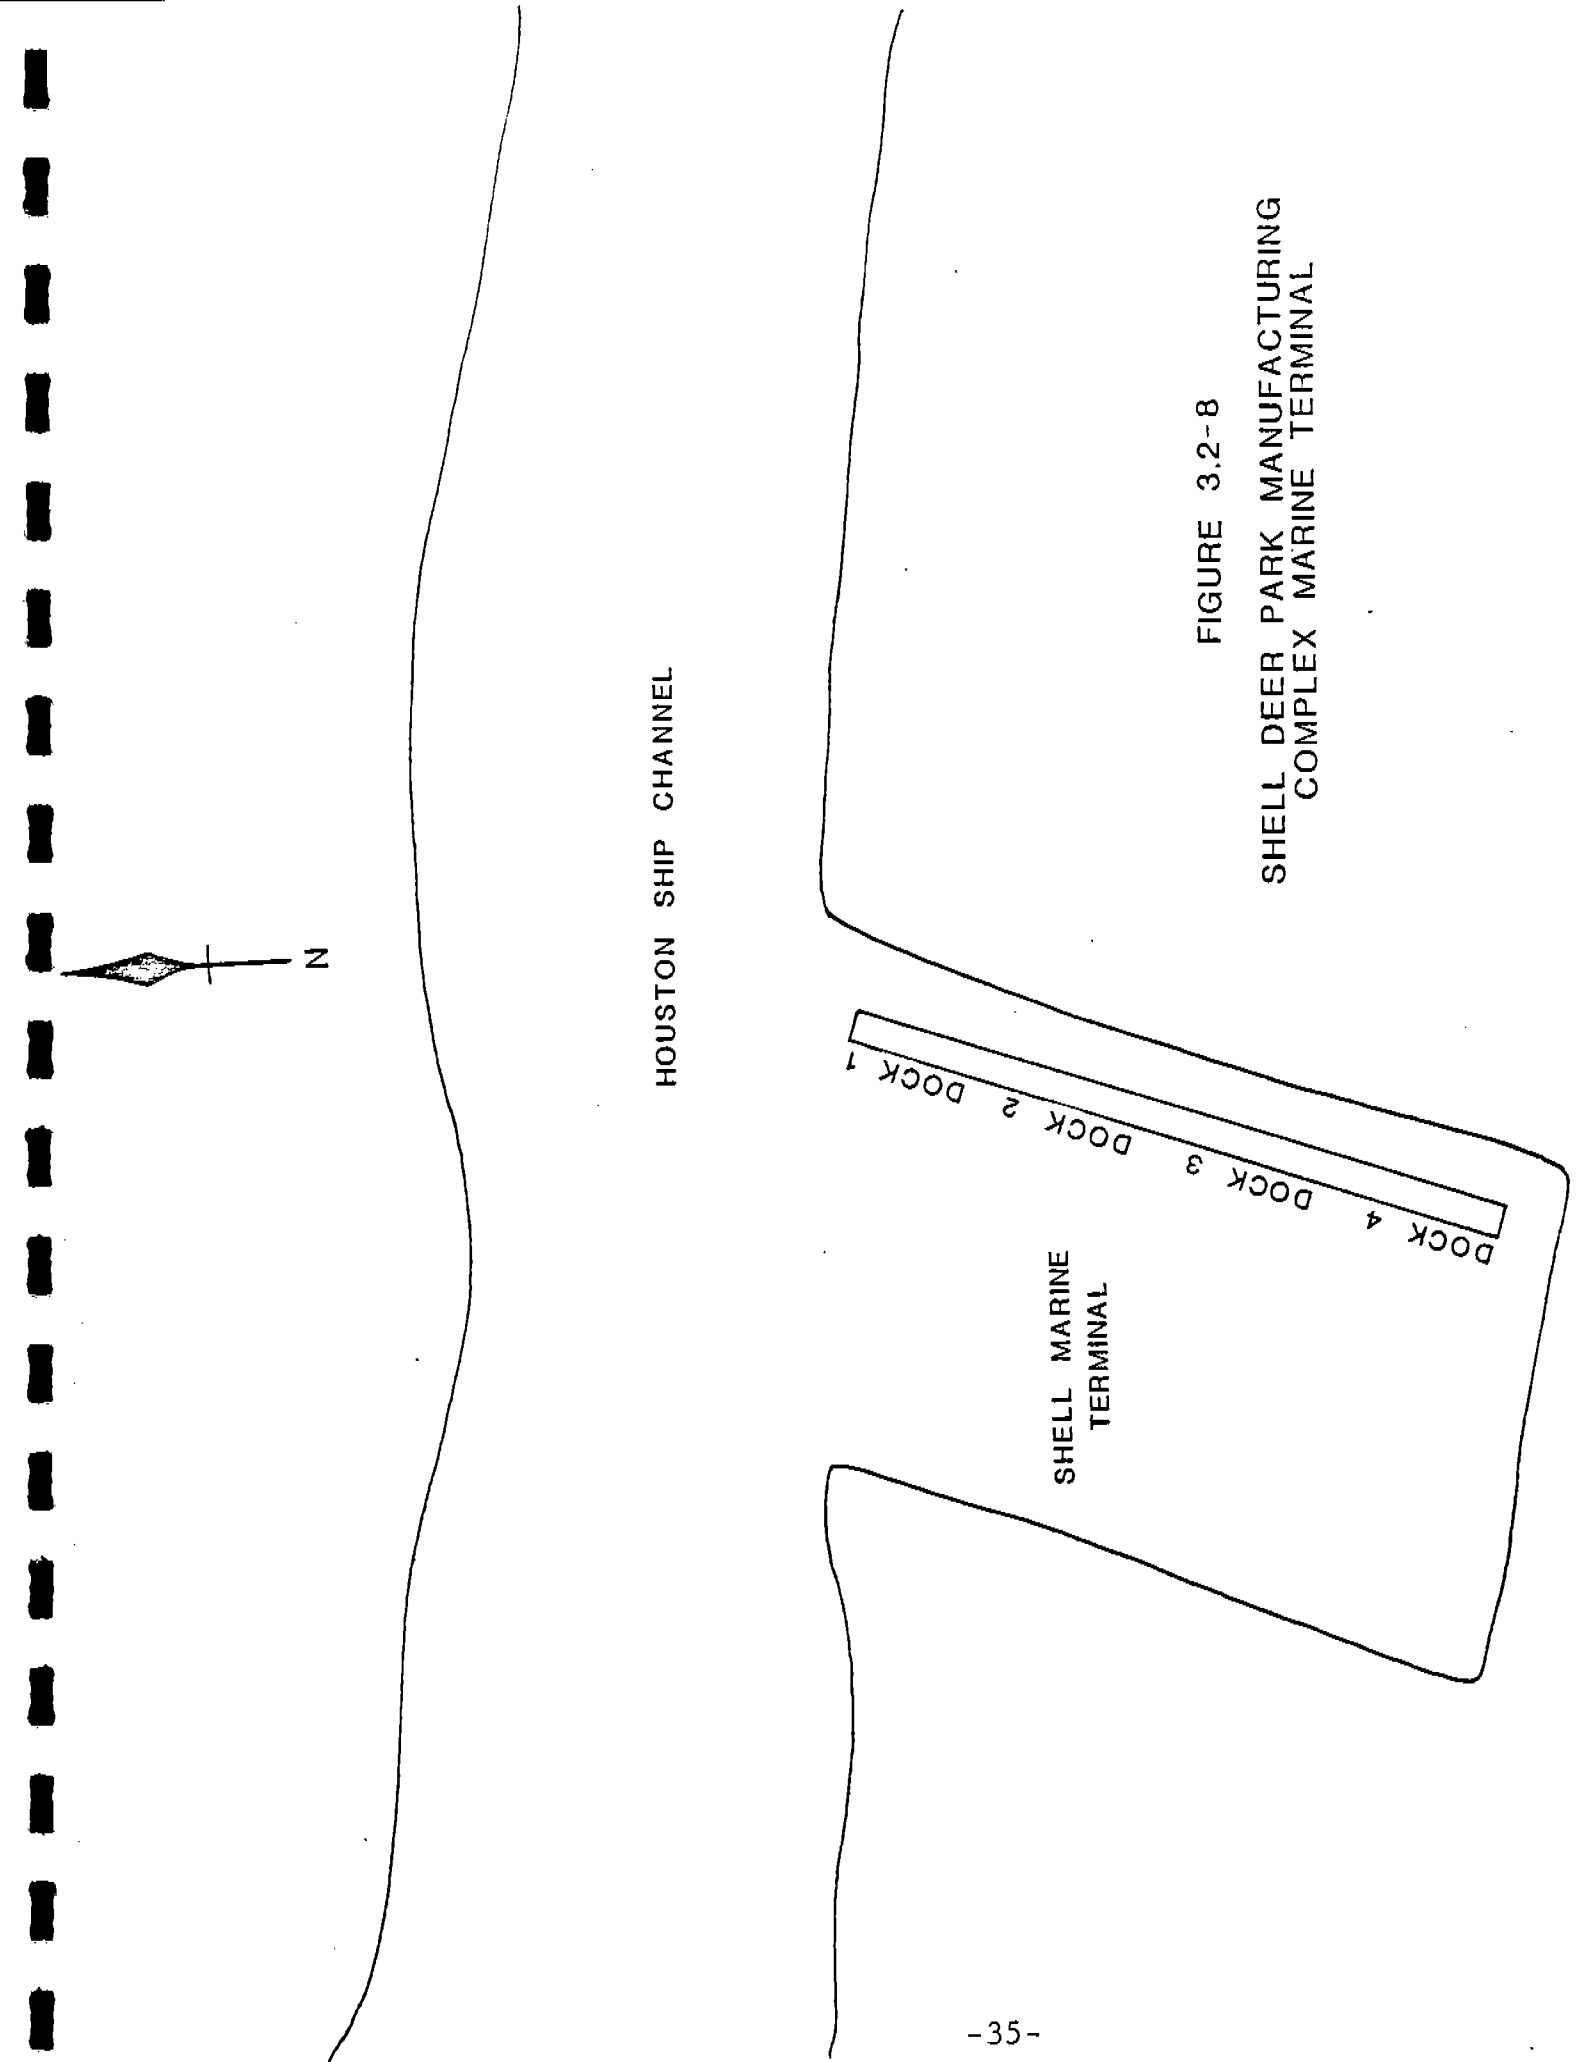 N
HOUSTON SHIP CHANNEL
DOCK 1
DOCK 2
DOCK 3
DOCK 4
SHELL MARINE
TERMINAL
FIGURE 3.2-8
SHELL DEER PARK MANUFACTURING
COMPLEX MARINE TERMINAL
-35-